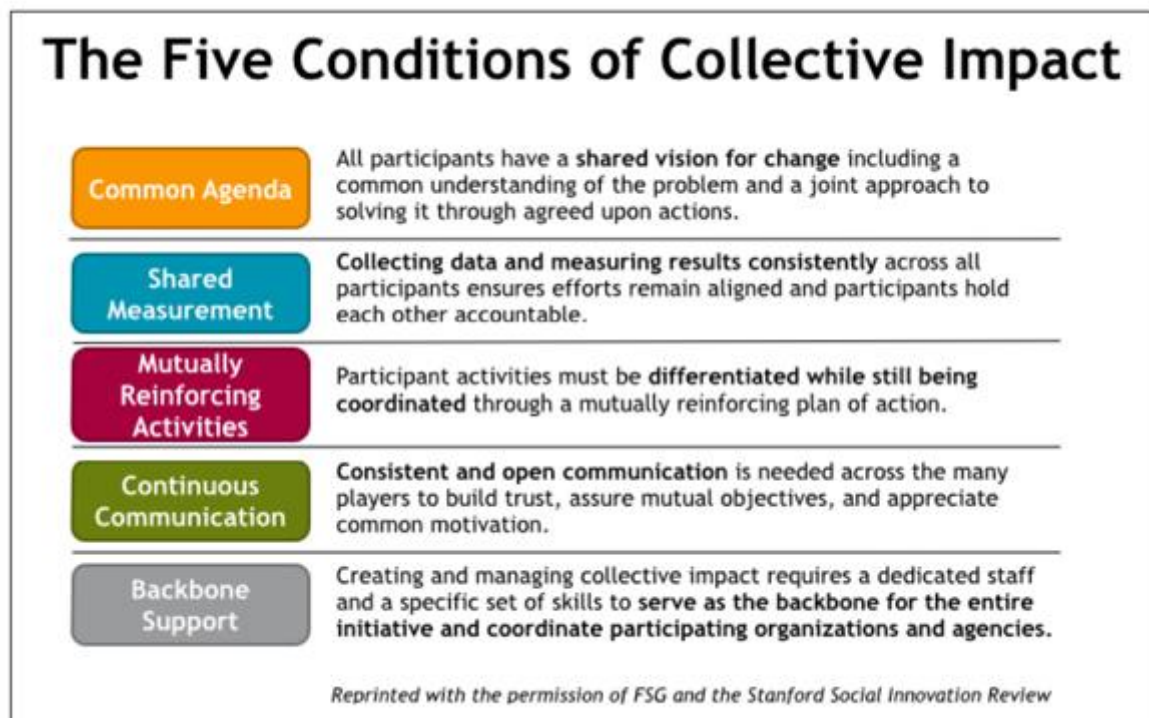 The Five Conditions of Collective Impact
Common Agenda
All participants have a shared vision for change including a
common understanding of the problem and a joint approach to
solving it through agreed upon actions.
Shared
Measurement
Collecting data and measuring results consistently across all
participants ensures efforts remain aligned and participants hold
each other accountable.
Mutually
Reinforcing
Activities
Participant activities must be differentiated while still being
coordinated through a mutually reinforcing plan of action.
Continuous
Communication
Consistent and open communication is needed across the many
players to build trust, assure mutual objectives, and appreciate
common motivation.
Backbone
Support
Creating and managing collective impact requires a dedicated staff
and a specific set of skills to serve as the backbone for the entire
initiative and coordinate participating organizations and agencies.
Reprinted with the permission of FSG and the Stanford Social Innovation Review